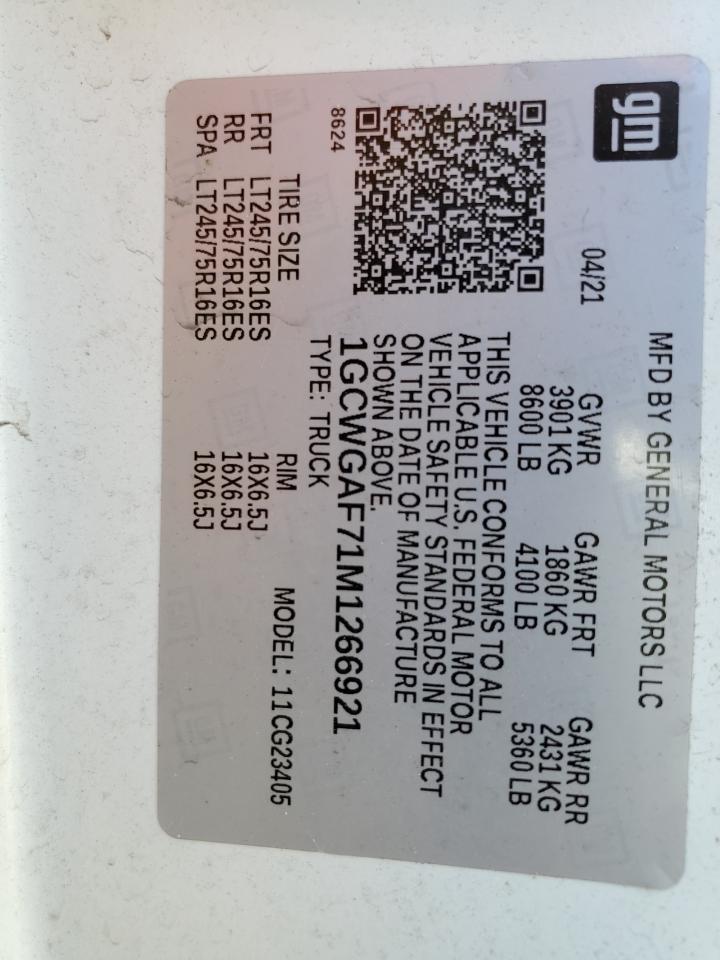 gm
MFD BY GENERAL MOTORS LLC
04/21
GVWR GAWR FRT GAWR RR
3901 KG 1860 KG 2431 KG
8600 LB 4100 LB 5360 LB
THIS VEHICLE CONFORMS TO ALL
APPLICABLE U.S. FEDERAL MOTOR
VEHICLE SAFETY STANDARDS IN EFFECT
ON THE DATE OF MANUFACTURE
SHOWN ABOVE.
8624
1GCWGAF71M1266921
TYPE: TRUCK
TIRE SIZE RIM MODEL: 11CG23405
FRT LT245/75R16ES 16X6.5J
RR LT245/75R16ES 16X6.5J
SPA LT245/75R16ES 16X6.5J